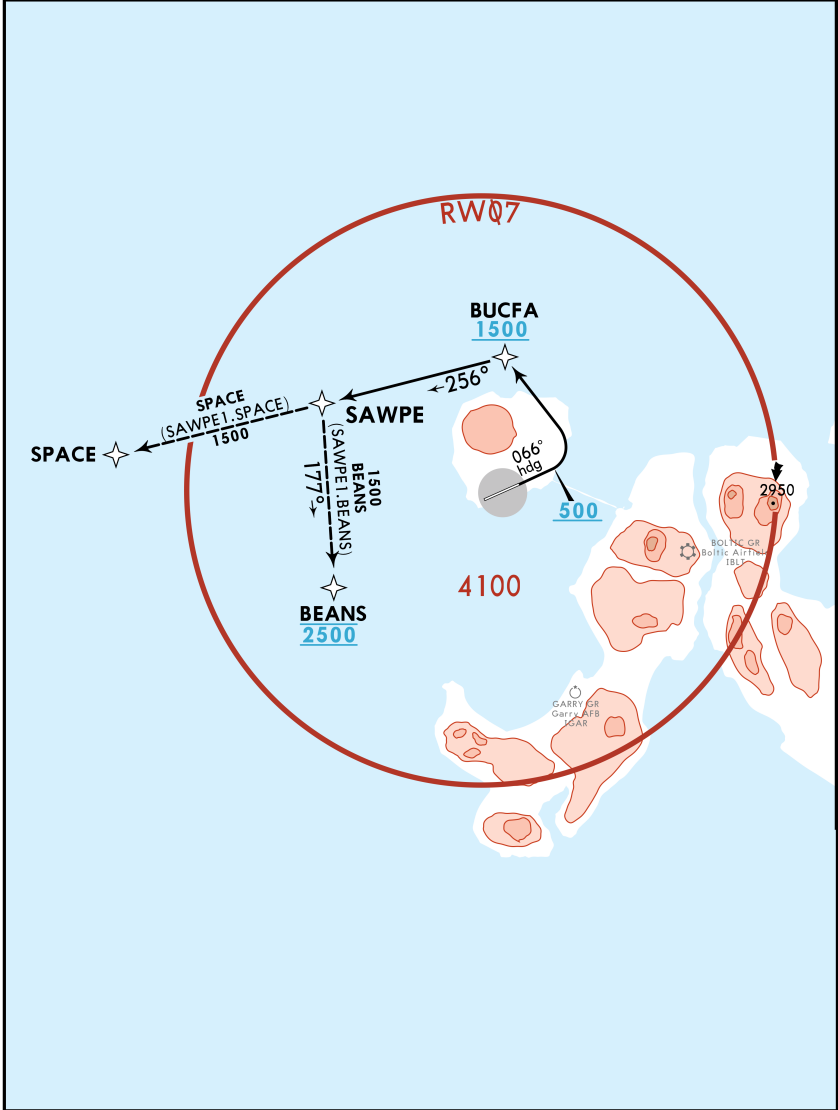 RW07
BUCFA
1500
←256°
SAWPE
SPACE
(SAWPE1.SPACE)
1500
SPACE
066°
hdg
500
177°→
(SAWPE1.BEANS)
BEANS
1500
2950
BOLTIC GR
Boltic Airfield
IBLT
4100
BEANS
2500
GARRY GR
Garry AFB
IGAR